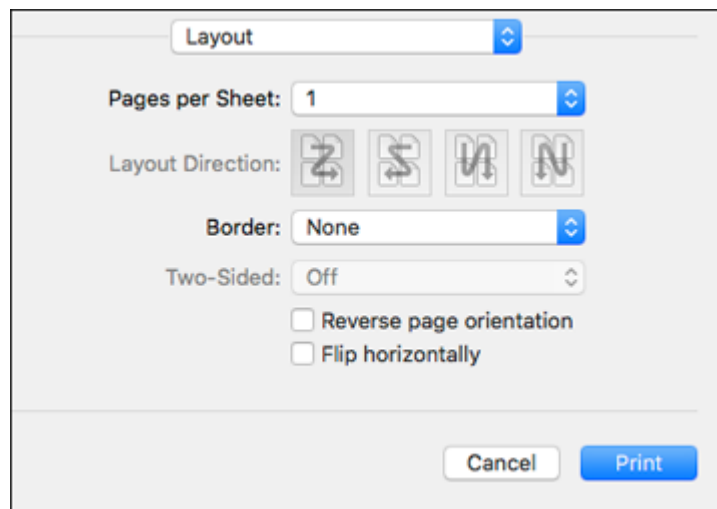 Layout
Pages per Sheet: 1
Layout Direction:
Border: None
Two-Sided: Off
Reverse page orientation
Flip horizontally
Cancel Print